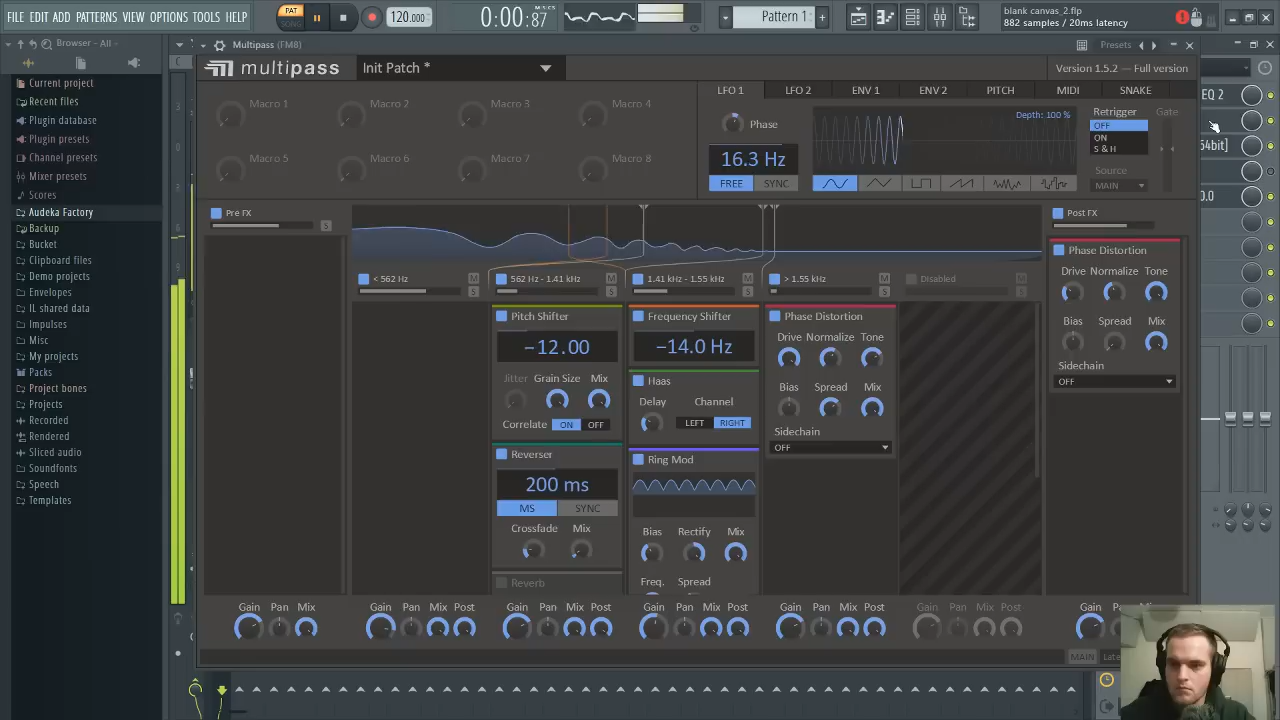 FILE EDIT ADD PATTERNS VIEW OPTIONS TOOLS HELP
PAT
120.000
0:00:87
Pattern 1
blank canvas_2.flp
882 samples / 20ms latency
Browser - All
Multipass (FM8)
Presets
multipass
Init Patch *
Version 1.5.2 — Full version
Current project
Recent files
Plugin database
Plugin presets
Channel presets
Mixer presets
Scores
Audeka Factory
Backup
Bucket
Clipboard files
Demo projects
Envelopes
IL shared data
Impulses
Misc
My projects
Packs
Project bones
Projects
Recorded
Rendered
Sliced audio
Soundfonts
Speech
Templates
Macro 1
Macro 2
Macro 3
Macro 4
Macro 5
Macro 6
Macro 7
Macro 8
LFO 1
LFO 2
ENV 1
ENV 2
PITCH
MIDI
SNAKE
Phase
16.3 Hz
FREE
SYNC
Depth: 100 %
Retrigger
OFF
ON
S & H
Gate
Source
MAIN
EQ 2
64bit]
0.0
Pre FX
S
Post FX
S
< 562 Hz
M
S
562 Hz - 1.41 kHz
M
S
1.41 kHz - 1.55 kHz
M
S
> 1.55 kHz
M
S
Disabled
M
S
Pitch Shifter
−12.00
Jitter
Grain Size
Mix
Correlate
ON
OFF
Reverser
200 ms
MS
SYNC
Crossfade
Mix
Reverb
Frequency Shifter
−14.0 Hz
Haas
Delay
Channel
LEFT
RIGHT
Ring Mod
Bias
Rectify
Mix
Freq.
Spread
Phase Distortion
Drive
Normalize
Tone
Bias
Spread
Mix
Sidechain
OFF
Phase Distortion
Drive
Normalize
Tone
Bias
Spread
Mix
Sidechain
OFF
Gain Pan Mix
Gain Pan Mix Post
Gain Pan Mix Post
Gain Pan Mix Post
Gain Pan Mix Post
Gain Pan Mix Post
Gain
MAIN